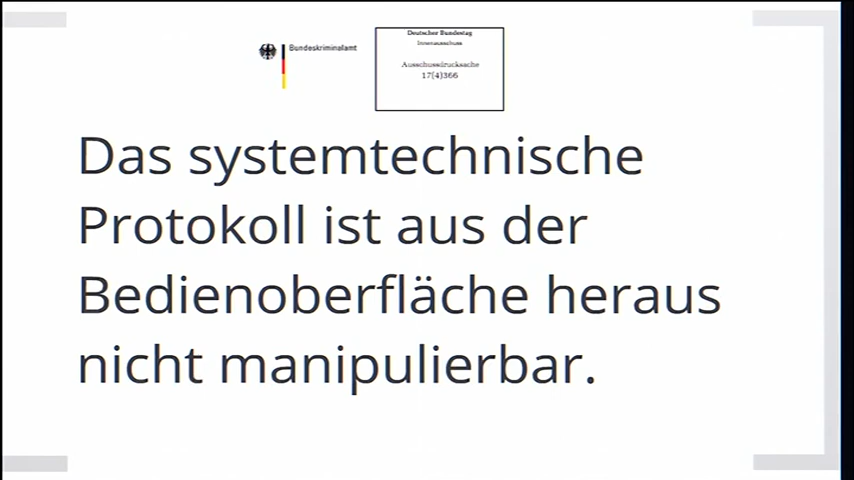 Bundeskriminalamt
Deutscher Bundestag
Innenausschuss
Ausschussdrucksache
17(4)366
Das systemtechnische
Protokoll ist aus der
Bedienoberfläche heraus
nicht manipulierbar.